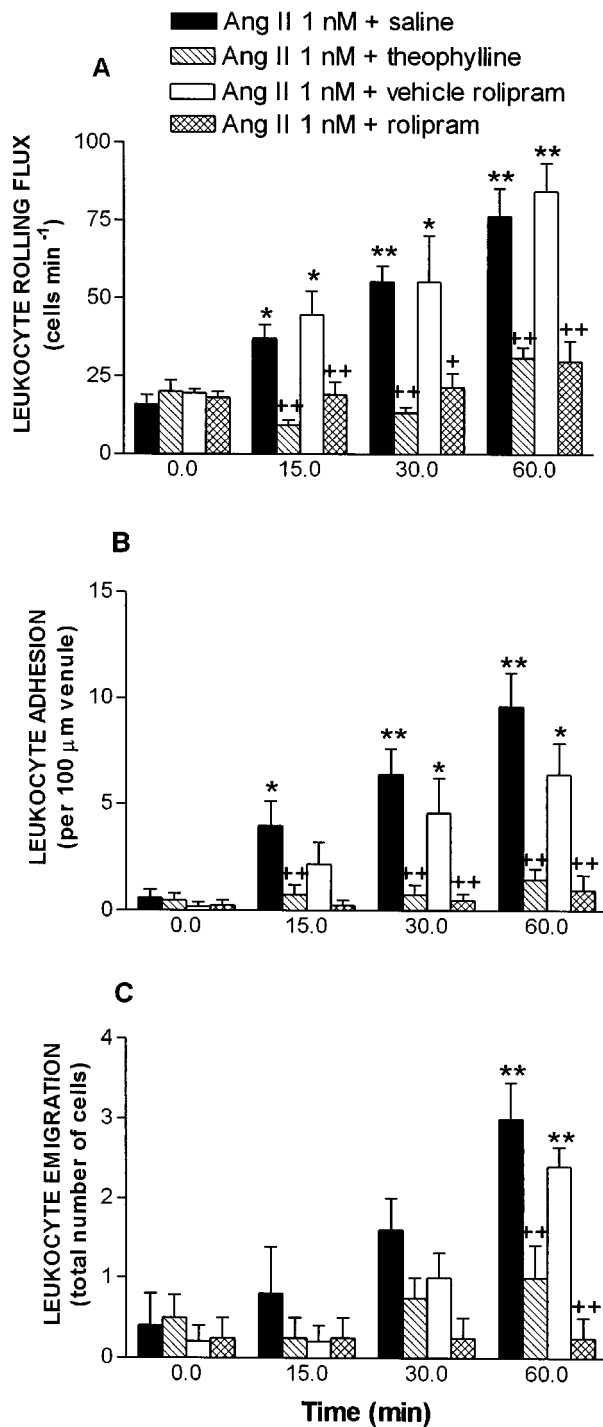 Ang II 1 nM + saline
Ang II 1 nM + theophylline
Ang II 1 nM + vehicle rolipram
Ang II 1 nM + rolipram
A
LEUKOCYTE ROLLING FLUX
(cells min⁻¹)
100
75
50
25
0
* ++ * ++
** ++ * +
** ++ ** ++
0.0 15.0 30.0 60.0
B
LEUKOCYTE ADHESION
(per 100 μm venule)
15
10
5
0
* ++
** ++ * ++
** ++ * ++
0.0 15.0 30.0 60.0
C
LEUKOCYTE EMIGRATION
(total number of cells)
4
3
2
1
0
** ++ ** ++
0.0 15.0 30.0 60.0
Time (min)